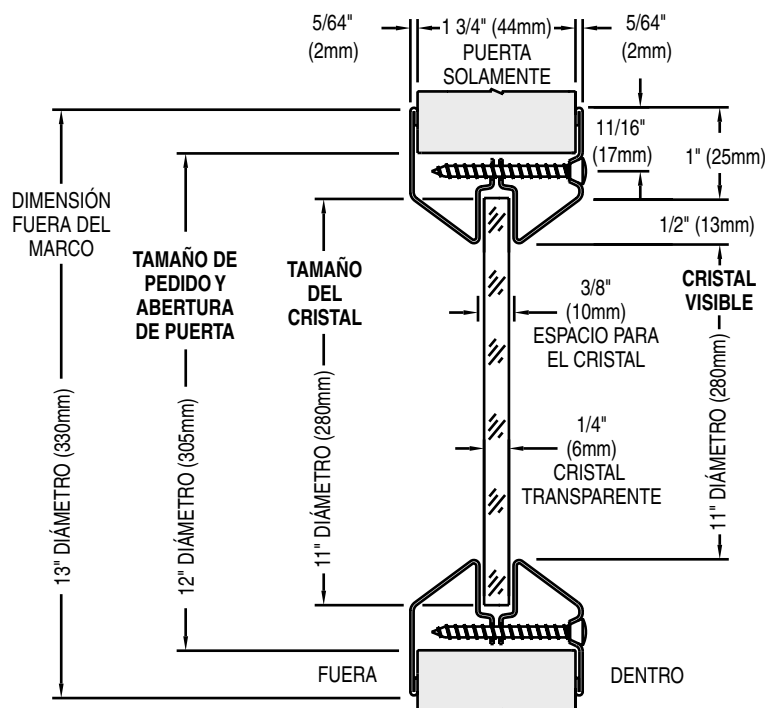 5/64"
(2mm)
1 3/4" (44mm)
PUERTA
SOLAMENTE
5/64"
(2mm)
11/16"
(17mm)
1" (25mm)
1/2" (13mm)
DIMENSIÓN
FUERA DEL
MARCO
13" DIÁMETRO (330mm)
TAMAÑO DE
PEDIDO Y
ABERTURA
DE PUERTA
12" DIÁMETRO (305mm)
TAMAÑO
DEL
CRISTAL
11" DIÁMETRO (280mm)
3/8"
(10mm)
ESPACIO PARA
EL CRISTAL
1/4"
(6mm)
CRISTAL
TRANSPARENTE
CRISTAL
VISIBLE
11" DIÁMETRO (280mm)
FUERA
DENTRO